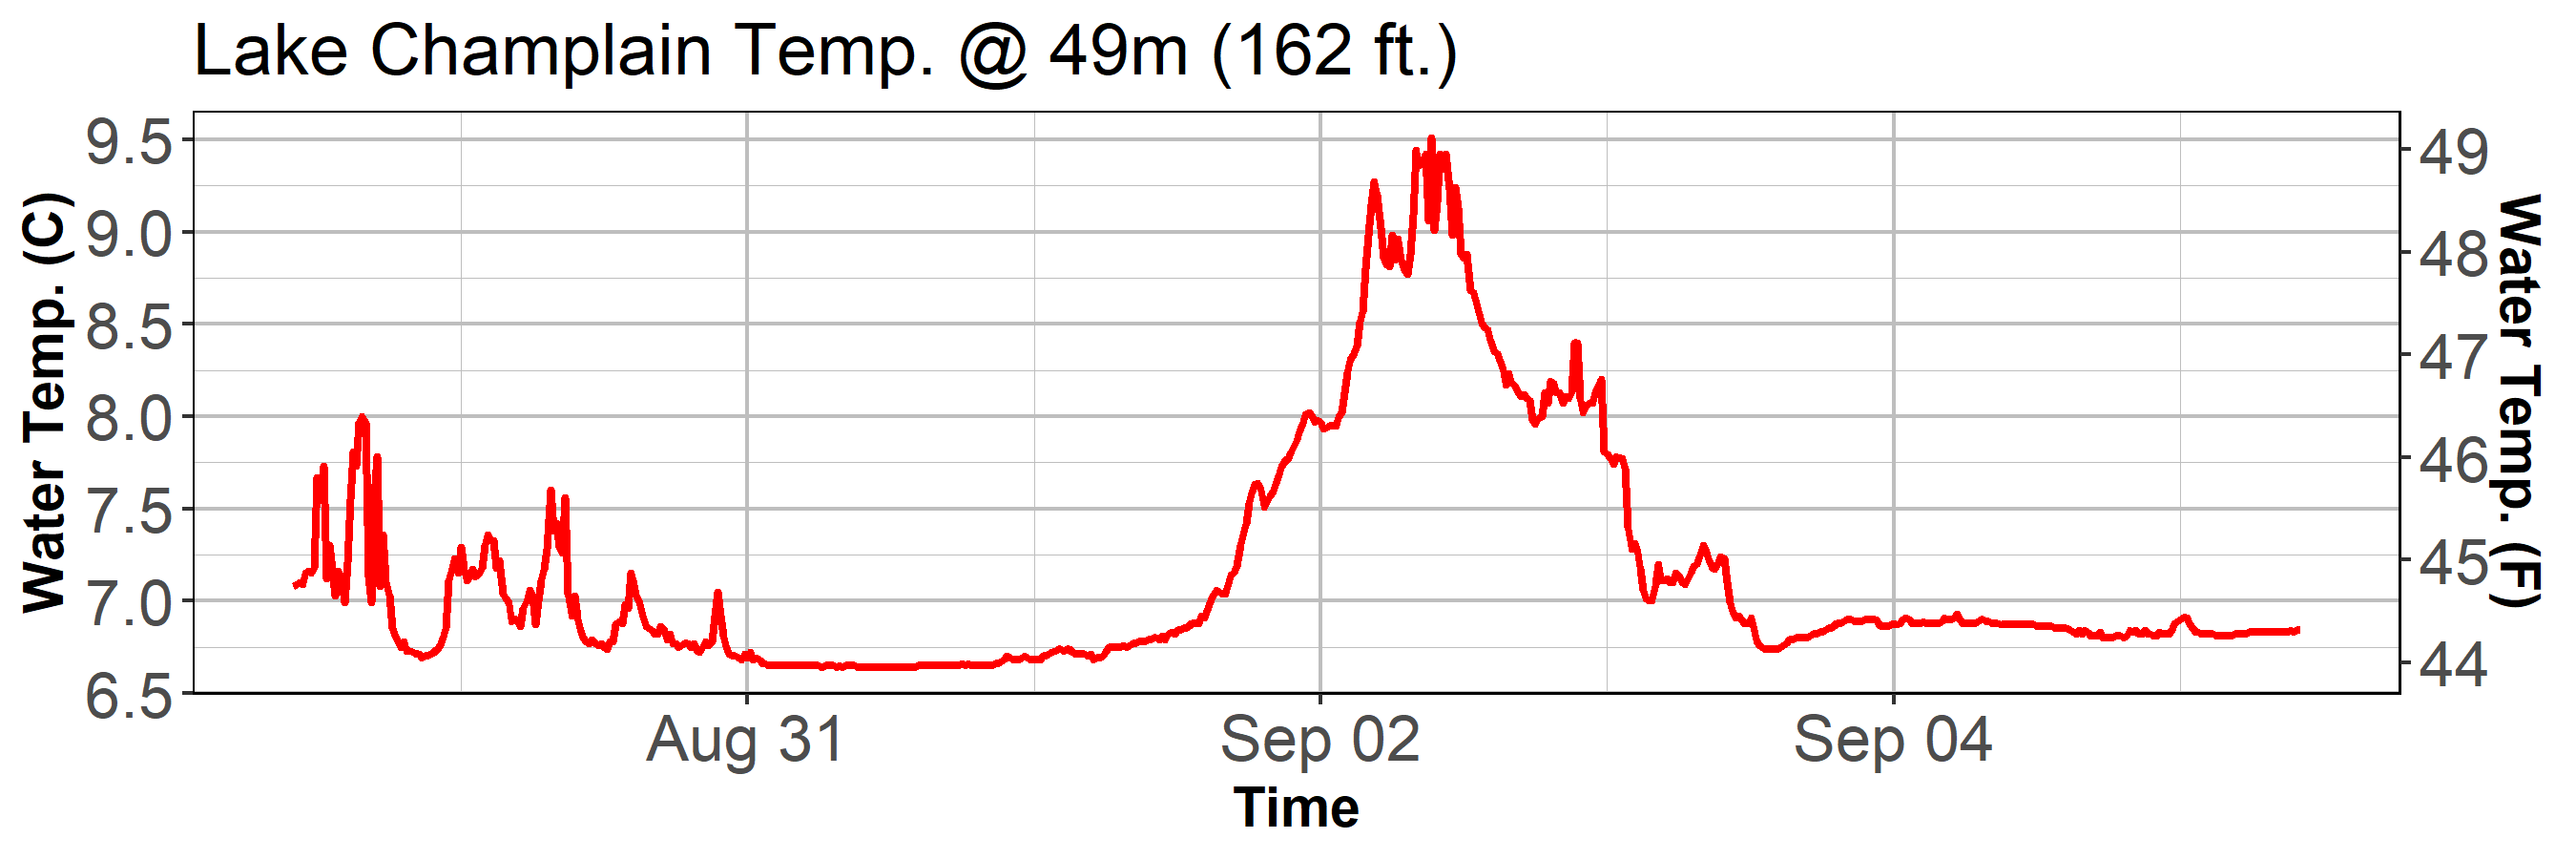 Lake Champlain Temp. @ 49m (162 ft.)
Water Temp. (C)
9.5
9.0
8.5
8.0
7.5
7.0
6.5
49
48
47
46
45
44
Water Temp. (F)
Aug 31 Sep 02 Sep 04
Time